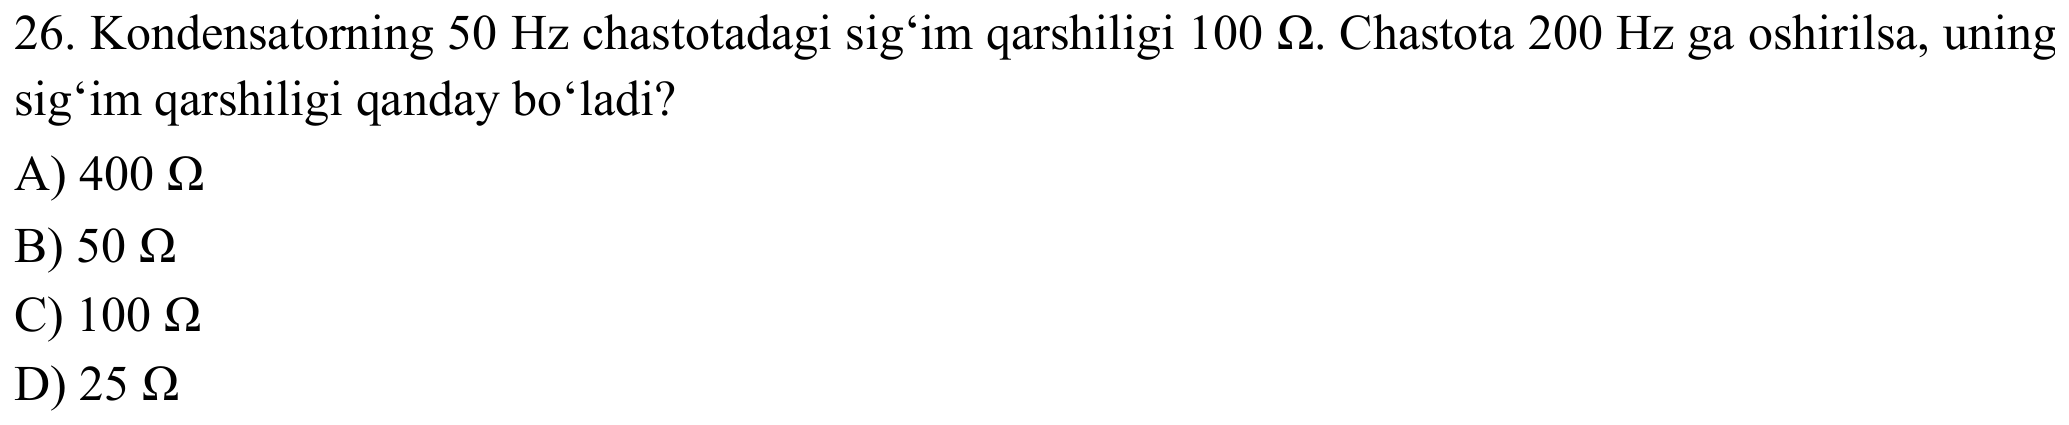 26. Kondensatorning 50 Hz chastotadagi sig‘im qarshiligi 100 Ω. Chastota 200 Hz ga oshirilsa, uning
sig‘im qarshiligi qanday bo‘ladi?
A) 400 Ω
B) 50 Ω
C) 100 Ω
D) 25 Ω